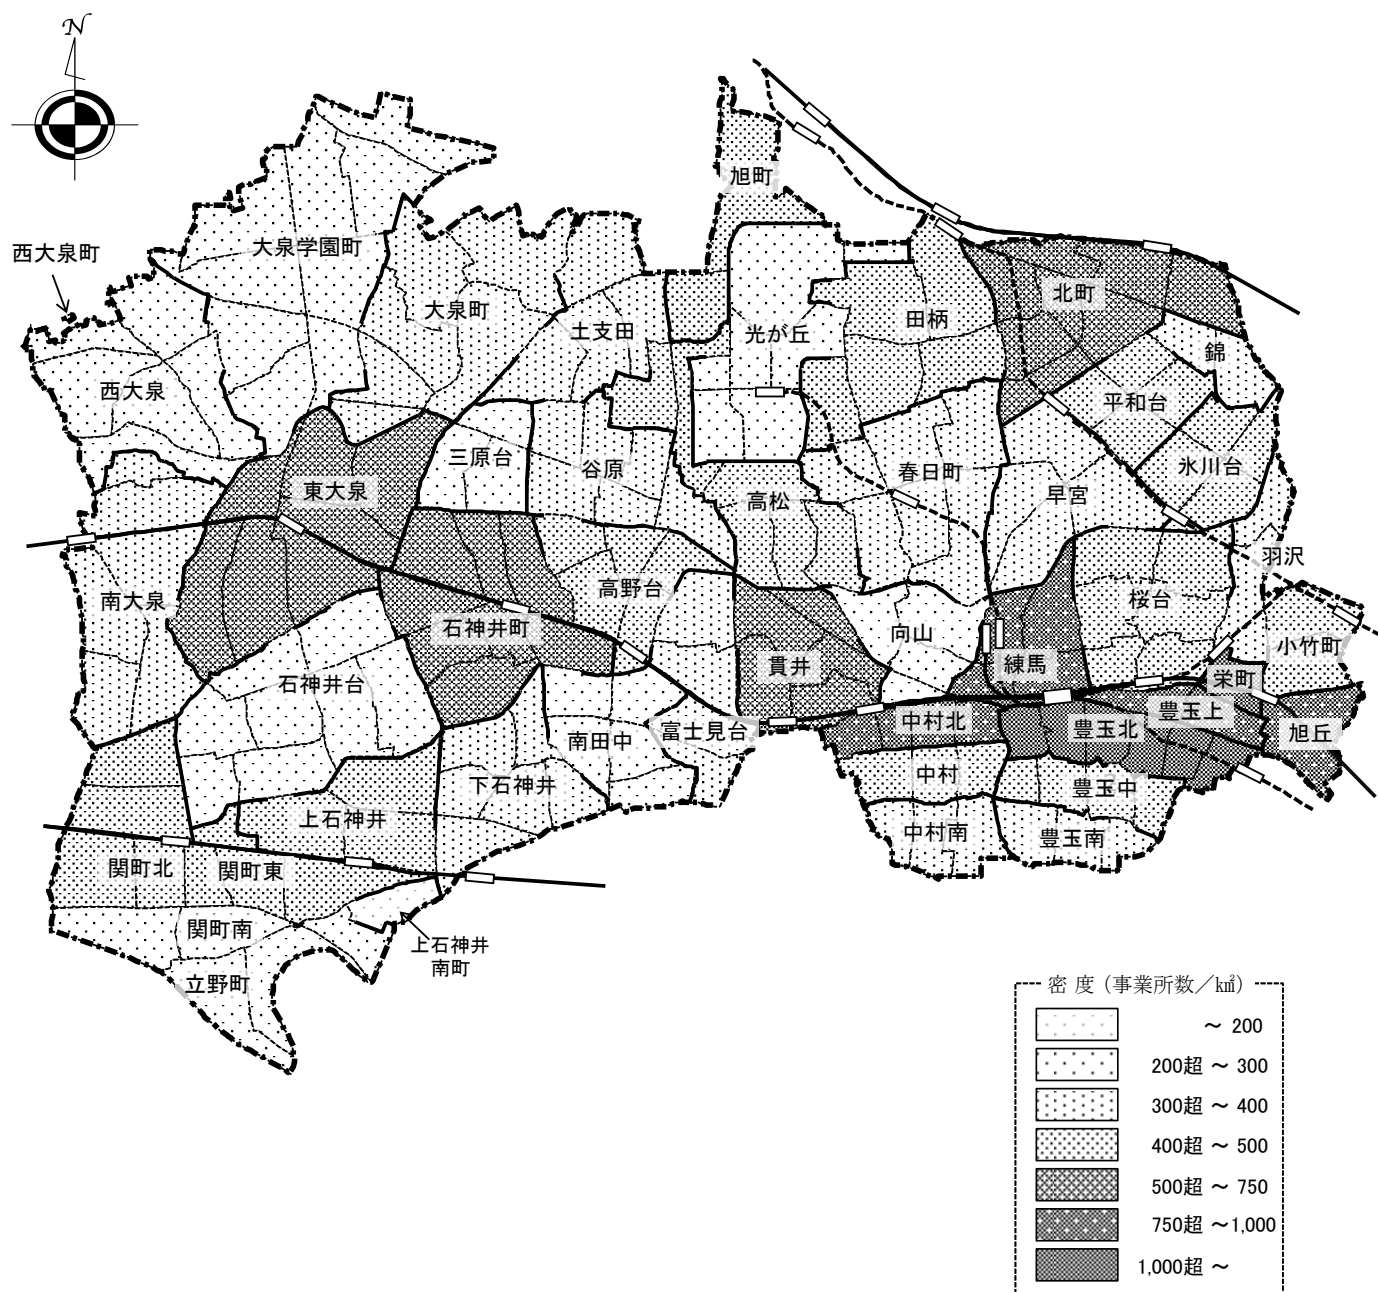 N
旭町
西大泉町
大泉学園町
大泉町
土支田
光が丘
田柄
北町
錦
西大泉
平和台
東大泉
三原台
谷原
高松
春日町
早宮
氷川台
羽沢
南大泉
高野台
石神井町
桜台
向山
小竹町
石神井台
貫井
練馬
栄町
南田中
富士見台
中村北
豊玉北
豊玉上
旭丘
下石神井
中村
豊玉中
上石神井
中村南
豊玉南
関町北
関町東
関町南
上石神井
南町
立野町
密 度 (事業所数／㎢)
～ 200
200超 ～ 300
300超 ～ 400
400超 ～ 500
500超 ～ 750
750超 ～1,000
1,000超 ～